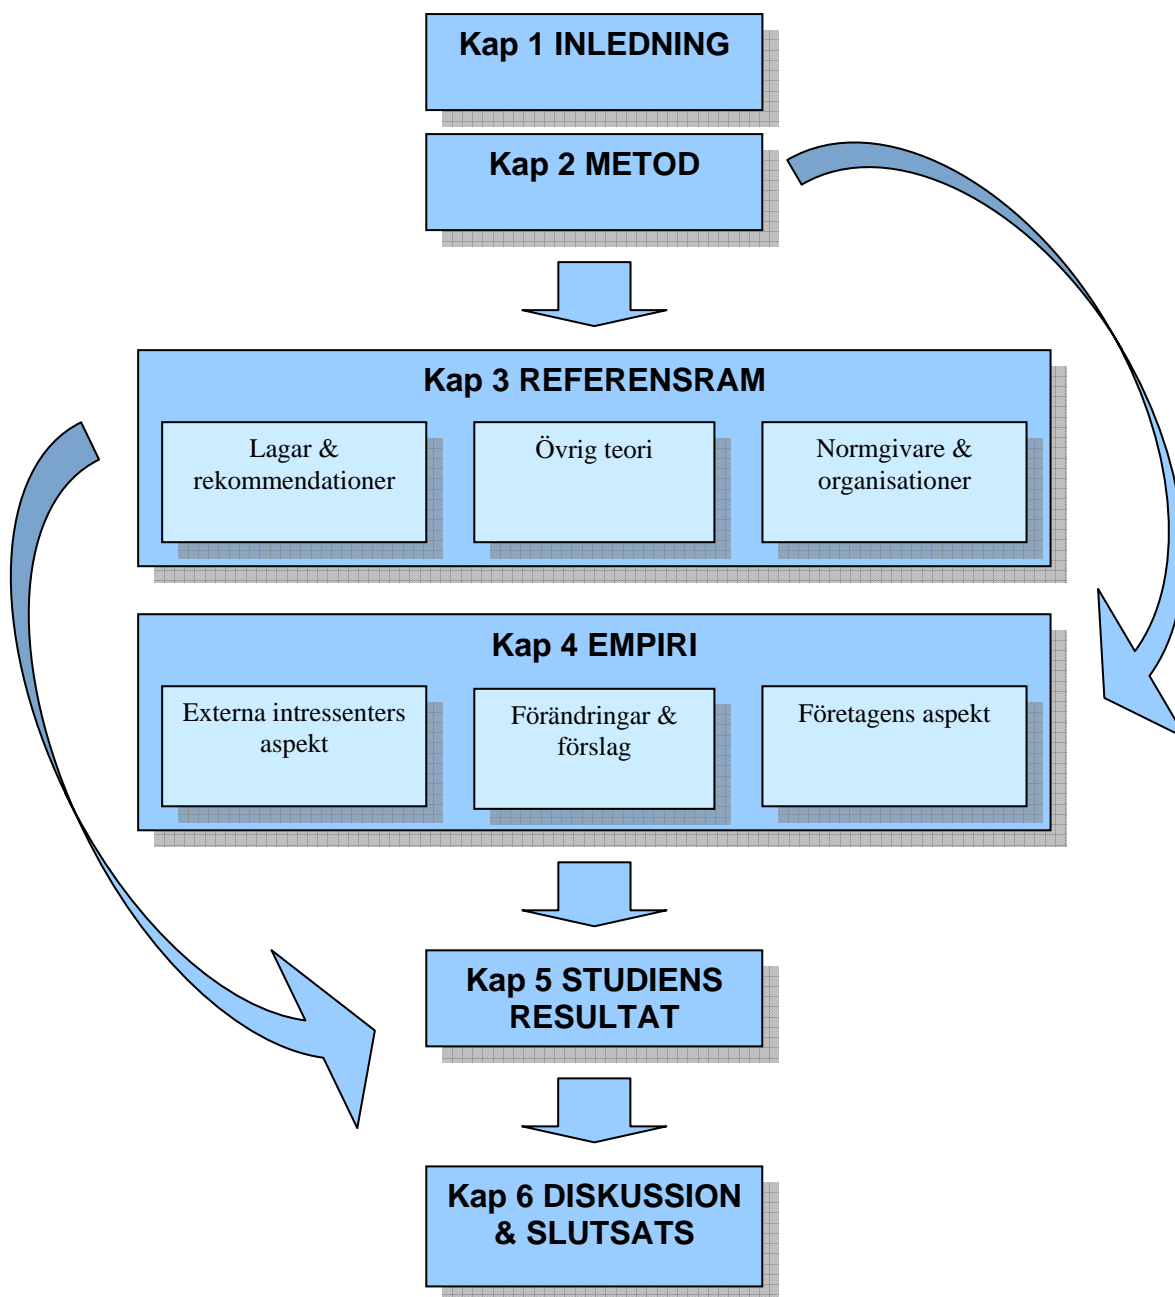 Kap 1 INLEDNING
Kap 2 METOD
Kap 3 REFERENSRAM
Lagar &
rekommendationer
Övrig teori
Normgivare &
organisationer
Kap 4 EMPIRI
Externa intressenters
aspekt
Förändringar &
förslag
Företagens aspekt
Kap 5 STUDIENS
RESULTAT
Kap 6 DISKUSSION
& SLUTSATS